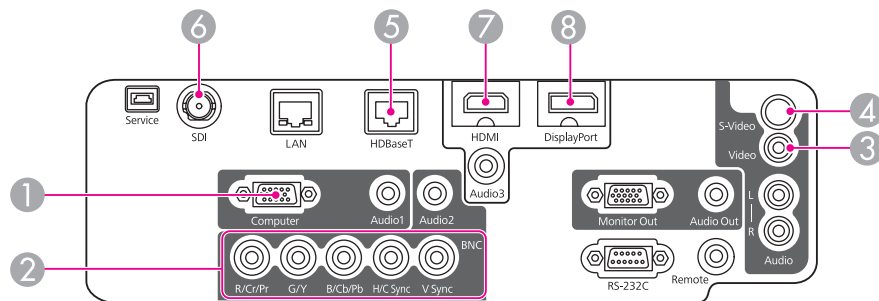 6
5
7
8
Service
SDI
LAN
HDBaseT
HDMI
DisplayPort
S-Video
4
Video
3
1
Computer
Audio1
Audio2
Audio3
Monitor Out
Audio Out
L
R
Audio
2
BNC
R/Cr/Pr
G/Y
B/Cb/Pb
H/C Sync
V Sync
RS-232C
Remote